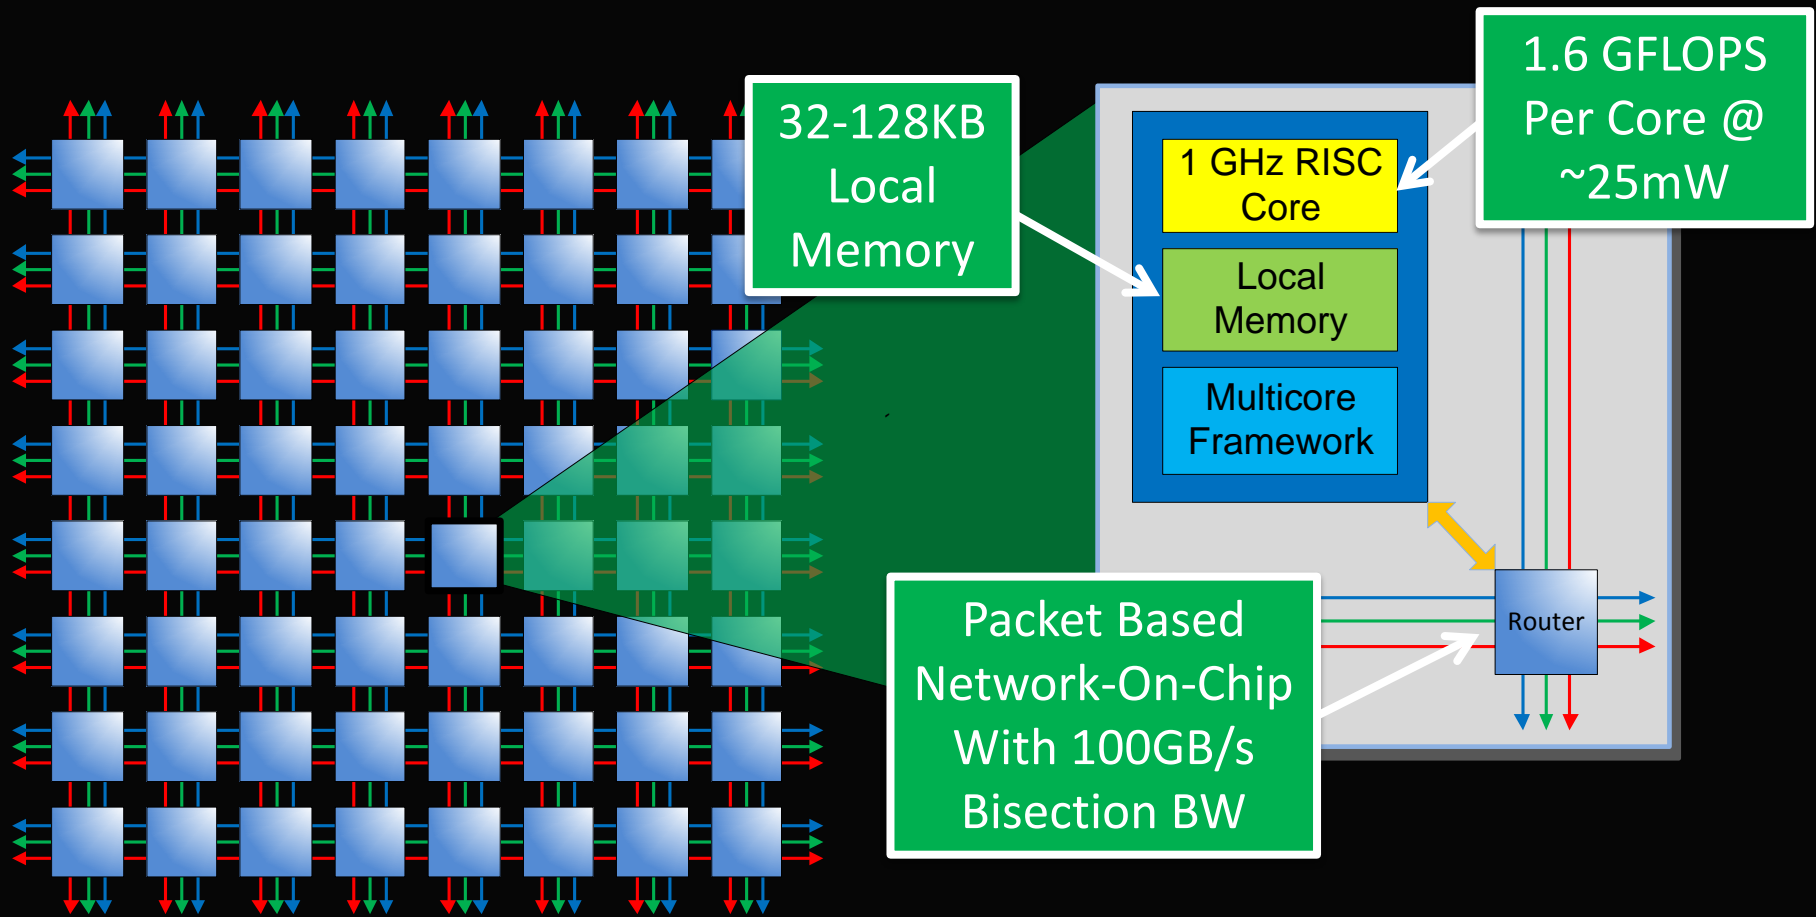 32-128KB
Local
Memory
1 GHz RISC
Core
Local
Memory
Multicore
Framework
1.6 GFLOPS
Per Core @
~25mW
Packet Based
Network-On-Chip
With 100GB/s
Bisection BW
Router